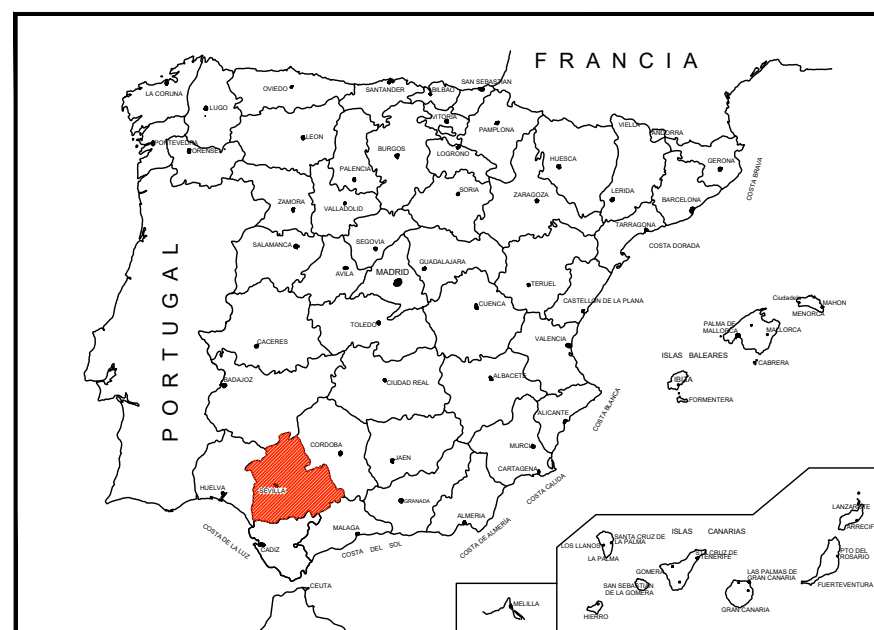 FRANCIA
LA CORUNA
LUGO
OVIEDO
SANTANDER
BILBAO
SAN SEBASTIAN
VITORIA
PAMPLONA
VIELLA
ANDORRA
PONTEVEDRA
ORENSE
LEON
BURGOS
LOGRONO
HUESCA
GERONA
PALENCIA
SORIA
ZARAGOZA
LERIDA
BARCELONA
COSTA BRAVA
ZAMORA
VALLADOLID
TARRAGONA
COSTA DORADA
SALAMANCA
SEGOVIA
AVILA
MADRID
GUADALAJARA
TERUEL
CUENCA
CASTELLON DE LA PLANA
Ciudadela
MAHON
MENORCA
PALMA DE
MALLORCA
MALLORCA
CABRERA
ISLAS BALEARES
IBIZA
FORMENTERA
PORTUGAL
TOLEDO
CACERES
VALENCIA
BADAJOZ
CIUDAD REAL
ALBACETE
ALICANTE
COSTA BLANCA
CORDOBA
JAEN
MURCIA
CARTAGENA
COSTA CALIDA
HUELVA
SEVILLA
GRANADA
ALMERIA
COSTA DE ALMERÍA
MALAGA
COSTA DEL SOL
CADIZ
COSTA DE LA LUZ
CEUTA
MELILLA
ISLAS CANARIAS
LANZAROTE
ARRECIFE
SANTA CRUZ DE
LA PALMA
LOS LLANOS
LA PALMA
STA CRUZ DE
TENERIFE
GOMERA
SAN SEBASTIAN
DE LA GOMERA
HIERRO
LAS PALMAS DE
GRAN CANARIA
GRAN CANARIA
PTO DEL
ROSARIO
FUERTEVENTURA